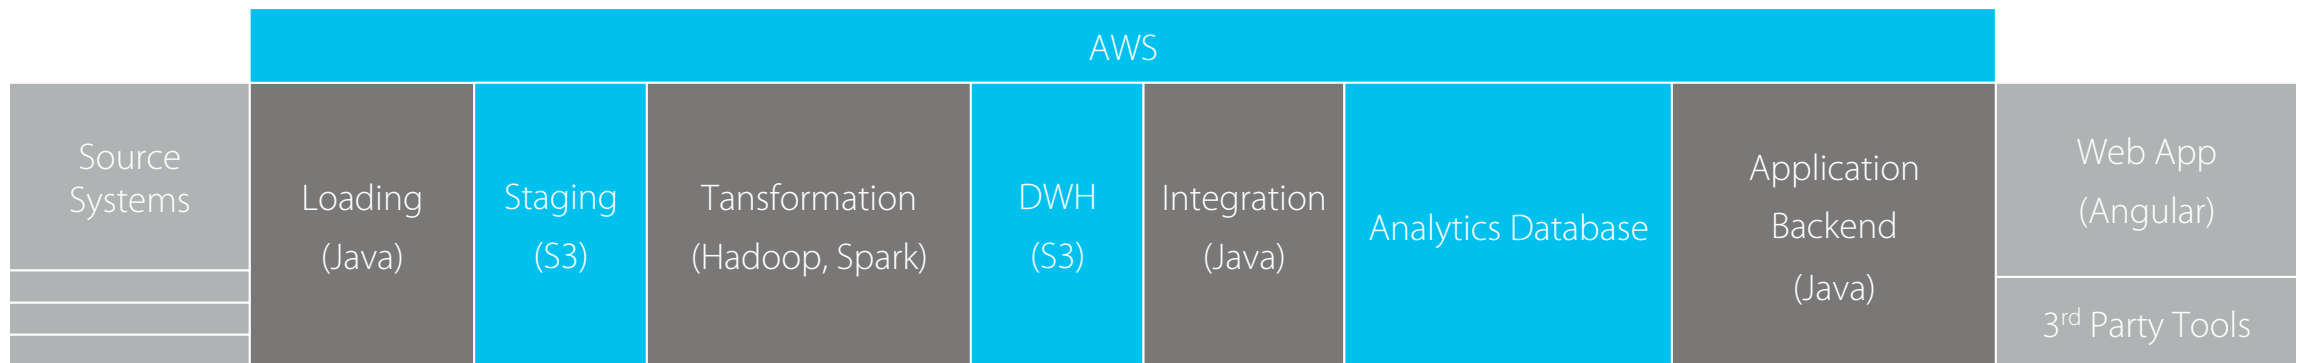 AWS
Source
Systems
Loading
(Java)
Staging
(S3)
Tansformation
(Hadoop, Spark)
DWH
(S3)
Integration
(Java)
Analytics Database
Application
Backend
(Java)
Web App
(Angular)
3rd Party Tools